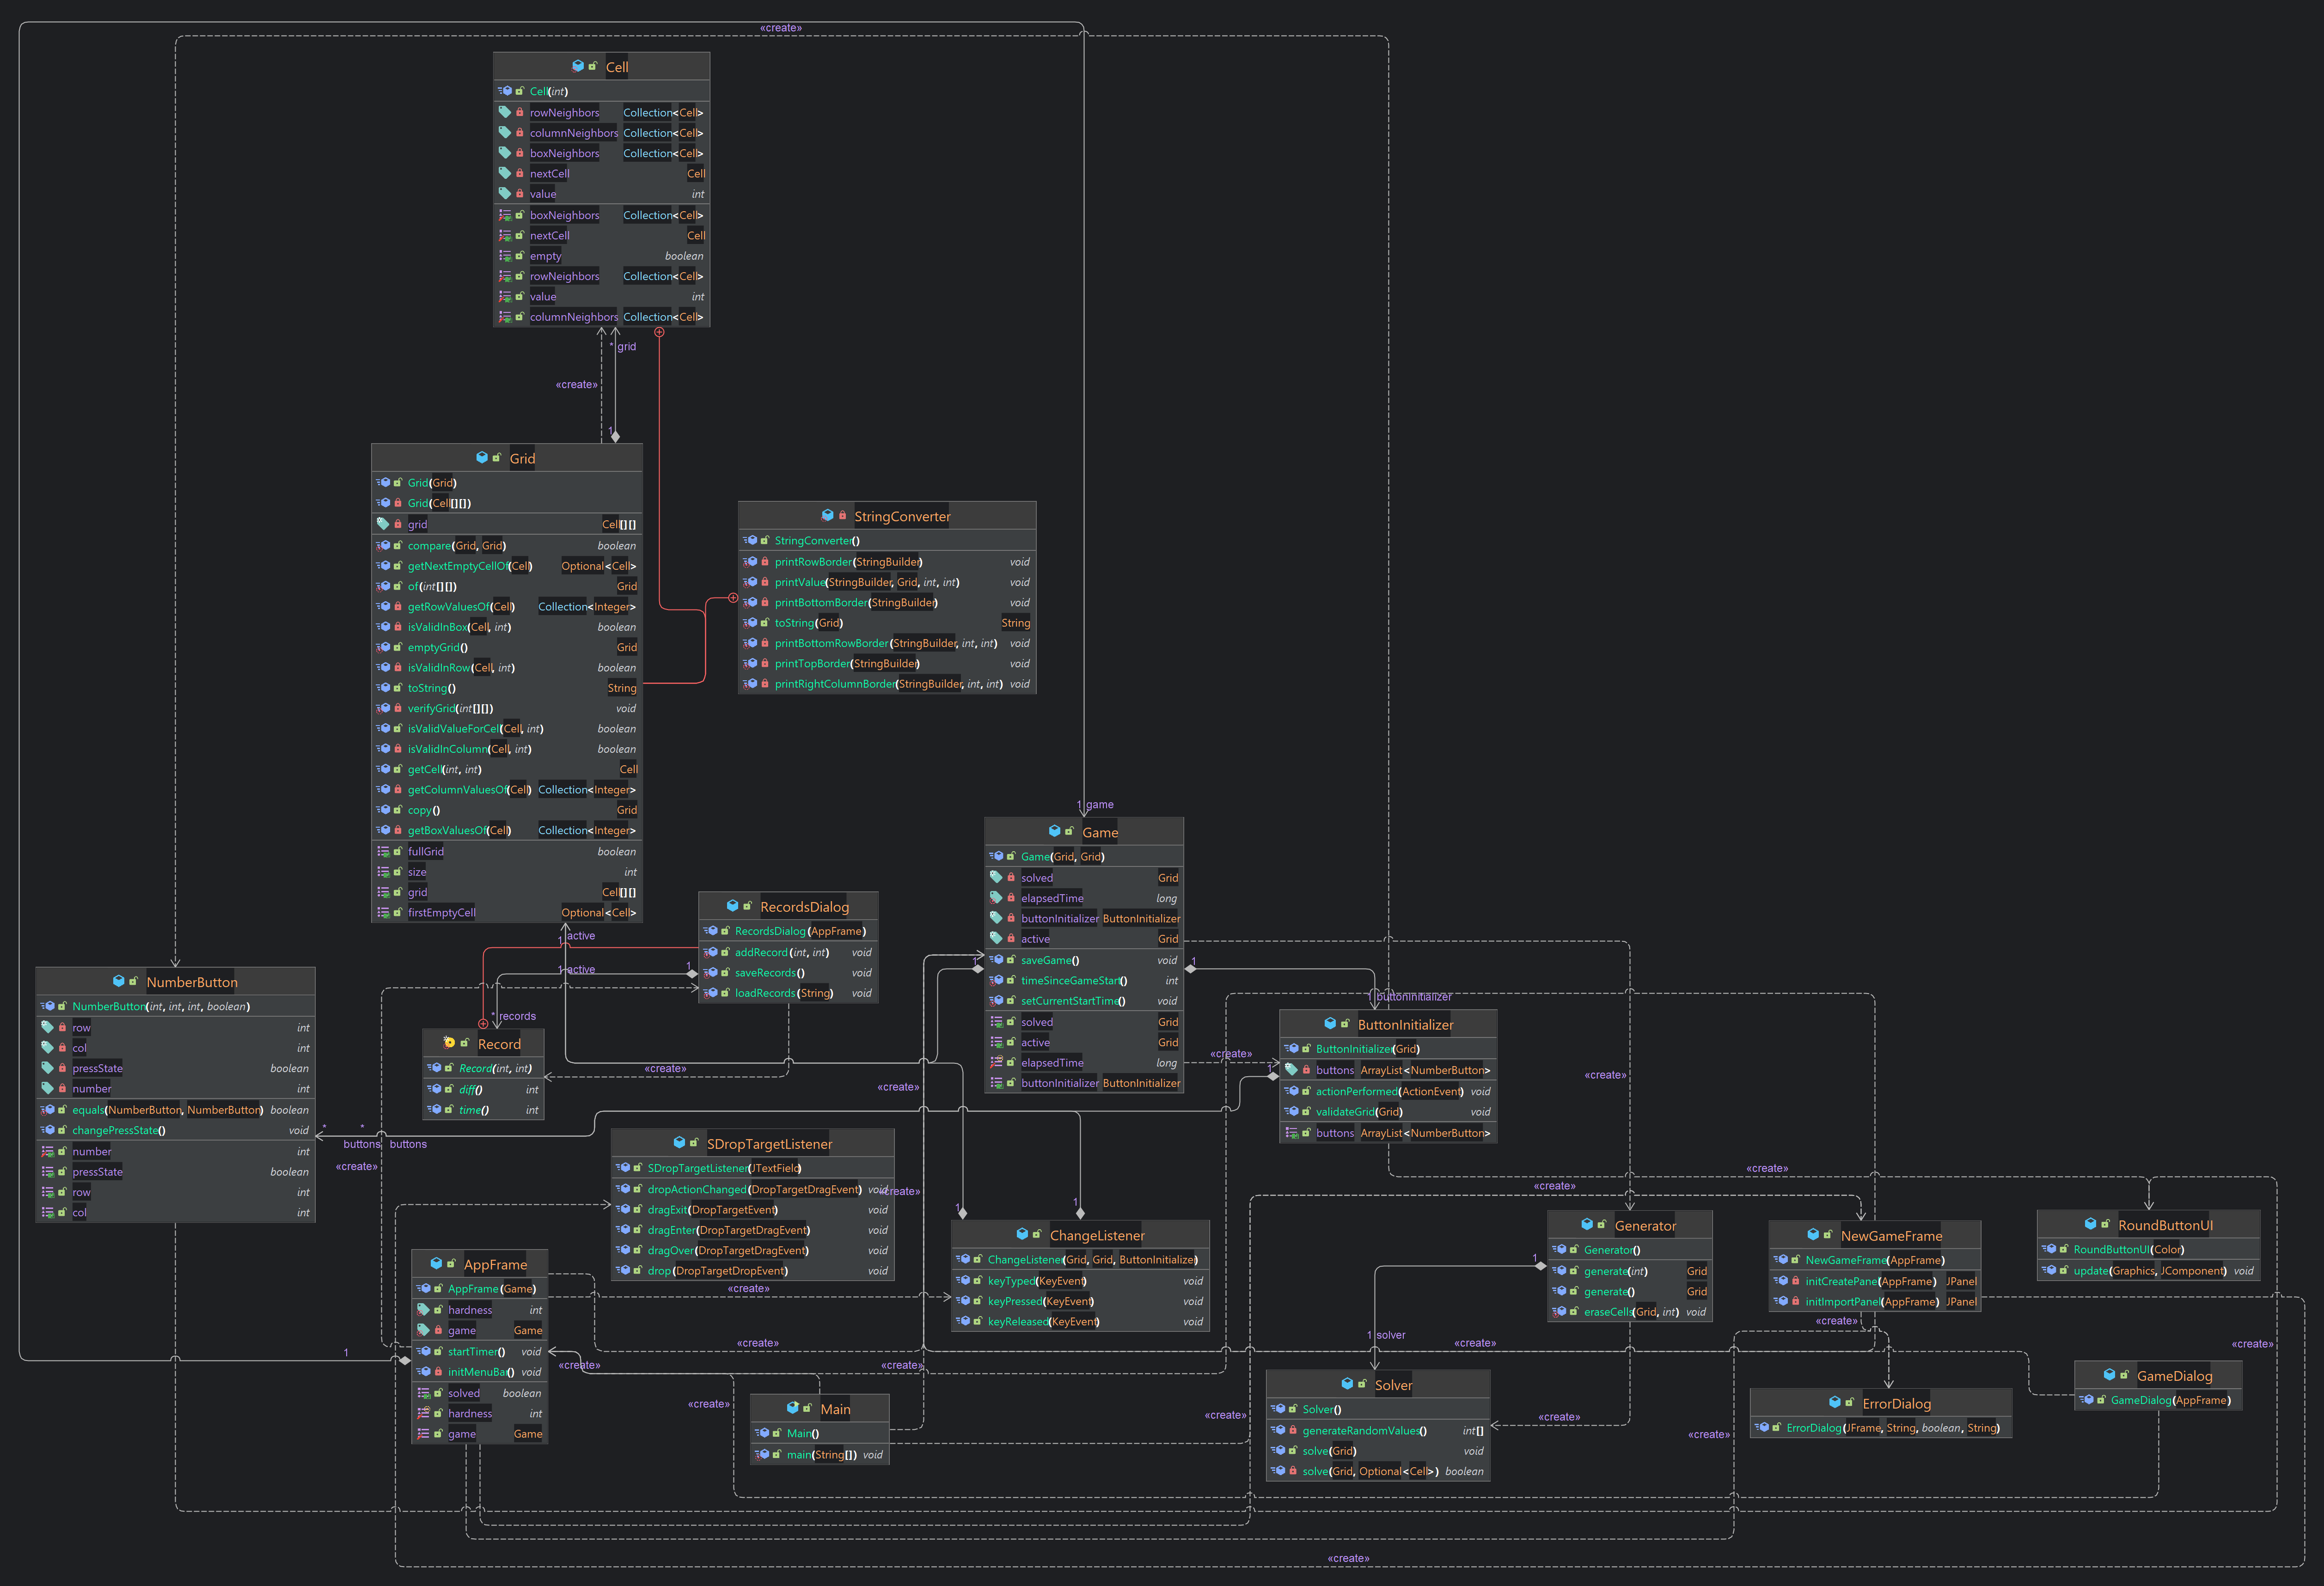 «create»
Cell
Cell(int)
rowNeighbors Collection<Cell>
columnNeighbors Collection<Cell>
boxNeighbors Collection<Cell>
nextCell Cell
value int
boxNeighbors Collection<Cell>
nextCell Cell
empty boolean
rowNeighbors Collection<Cell>
value int
columnNeighbors Collection<Cell>
* grid
«create»
1
Grid
Grid(Grid)
Grid(Cell[][])
grid Cell[][]
compare(Grid, Grid) boolean
getNextEmptyCellOf(Cell) Optional<Cell>
of(int[][]) Grid
getRowValuesOf(Cell) Collection<Integer>
isValidInBox(Cell, int) boolean
emptyGrid() Grid
isValidInRow(Cell, int) boolean
toString() String
verifyGrid(int[][]) void
isValidValueForCell(Cell, int) boolean
isValidInColumn(Cell, int) boolean
getCell(int, int) Cell
getColumnValuesOf(Cell) Collection<Integer>
copy() Grid
getBoxValuesOf(Cell) Collection<Integer>
fullGrid boolean
size int
grid Cell[][]
firstEmptyCell Optional<Cell>
StringConverter
StringConverter()
printRowBorder(StringBuilder) void
printValue(StringBuilder, Grid, int, int) void
printBottomBorder(StringBuilder) void
toString(Grid) String
printBottomRowBorder(StringBuilder, int, int) void
printTopBorder(StringBuilder) void
printRightColumnBorder(StringBuilder, int, int) void
1 game
Game
Game(Grid, Grid)
solved Grid
elapsedTime long
buttonInitializer ButtonInitializer
active Grid
saveGame() void
timeSinceGameStart() int
setCurrentStartTime() void
solved Grid
active Grid
elapsedTime long
buttonInitializer ButtonInitializer
1
1
1 active
1 active
RecordsDialog
RecordsDialog(AppFrame)
addRecord(int, int) void
saveRecords() void
loadRecords(String) void
1
* records
Record
Record(int, int)
diff() int
time() int
«create»
NumberButton
NumberButton(int, int, int, boolean)
row int
col int
pressState boolean
number int
equals(NumberButton, NumberButton) boolean
changePressState() void
number int
pressState boolean
row int
col int
* *
buttons buttons
«create»
1 buttonInitializer
ButtonInitializer
ButtonInitializer(Grid)
buttons ArrayList<NumberButton>
actionPerformed(ActionEvent) void
validateGrid(Grid) void
buttons ArrayList<NumberButton>
«create»
1
«create»
«create»
SDropTargetListener
SDropTargetListener(JTextField)
dropActionChanged(DropTargetDragEvent) void
dragExit(DropTargetEvent) void
dragEnter(DropTargetDragEvent) void
dragOver(DropTargetDragEvent) void
drop(DropTargetDropEvent) void
«create»
«create»
«create»
1
1
ChangeListener
ChangeListener(Grid, Grid, ButtonInitialize)
keyTyped(KeyEvent) void
keyPressed(KeyEvent) void
keyReleased(KeyEvent) void
Generator
Generator()
generate(int) Grid
generate() Grid
eraseCells(Grid, int) void
1
NewGameFrame
NewGameFrame(AppFrame)
initCreatePanel(AppFrame) JPanel
initImportPanel(AppFrame) JPanel
RoundButtonUI
RoundButtonUI(Color)
update(Graphics, JComponent) void
AppFrame
AppFrame(Game)
hardness int
game Game
startTimer() void
initMenuBar() void
solved boolean
hardness int
game Game
1
«create»
«create»
«create»
«create»
«create»
«create»
«create»
«create»
1 solver
Main
Main()
main(String[]) void
«create»
Solver
Solver()
generateRandomValues() int[]
solve(Grid) void
solve(Grid, Optional<Cell>) boolean
«create»
«create»
«create»
ErrorDialog
ErrorDialog(JFrame, String, boolean, String)
GameDialog
GameDialog(AppFrame)
«create»